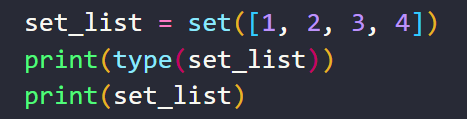 set_list = set([1, 2, 3, 4])
print(type(set_list))
print(set_list)